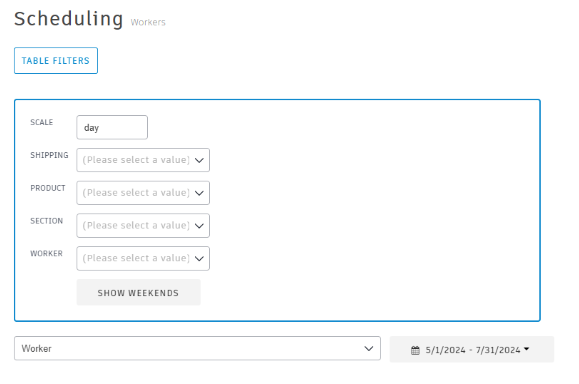 Scheduling Workers
TABLE FILTERS
SCALE day
SHIPPING (Please select a value)
PRODUCT (Please select a value)
SECTION (Please select a value)
WORKER (Please select a value)
SHOW WEEKENDS
Worker 5/1/2024 - 7/31/2024